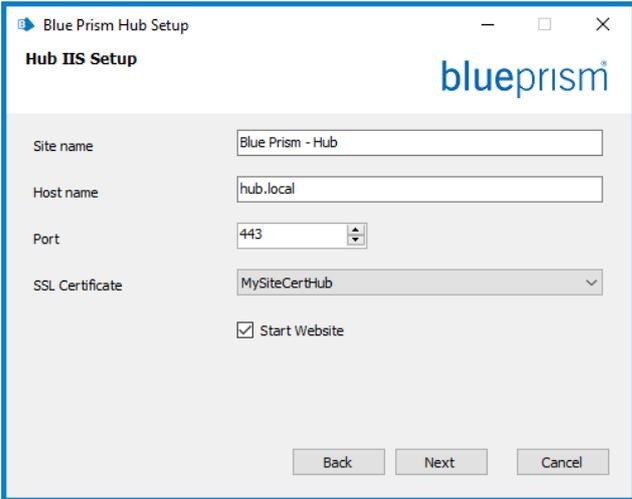 Blue Prism Hub Setup
Hub IIS Setup
blueprism®
Site name Blue Prism - Hub
Host name hub.local
Port 443
SSL Certificate MySiteCertHub
Start Website
Back Next Cancel